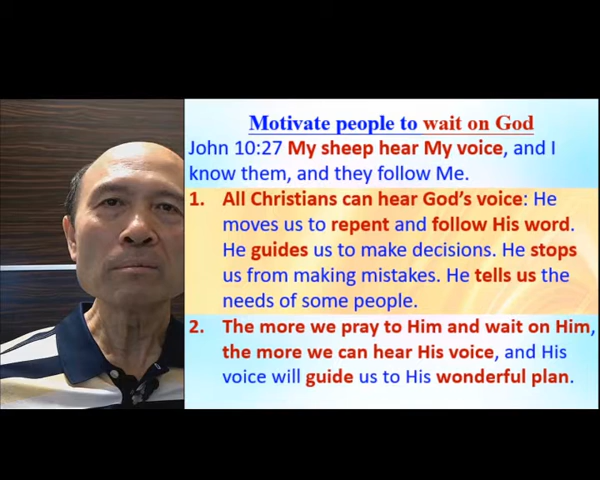 Motivate people to wait on God
John 10:27 My sheep hear My voice, and I
know them, and they follow Me.
1. All Christians can hear God's voice: He
moves us to repent and follow His word.
He guides us to make decisions. He stops
us from making mistakes. He tells us the
needs of some people.
2. The more we pray to Him and wait on Him,
the more we can hear His voice, and His
voice will guide us to His wonderful plan.